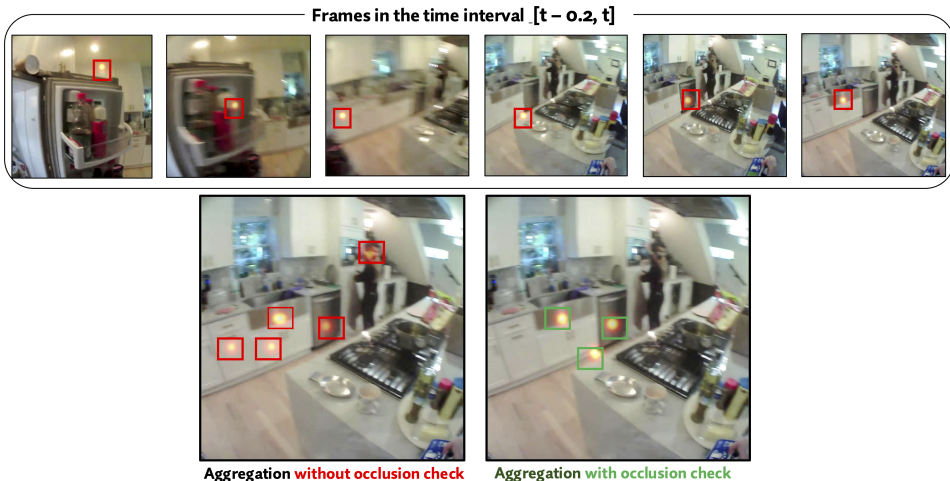 Frames in the time interval [t – 0.2, t]
Aggregation without occlusion check
Aggregation with occlusion check